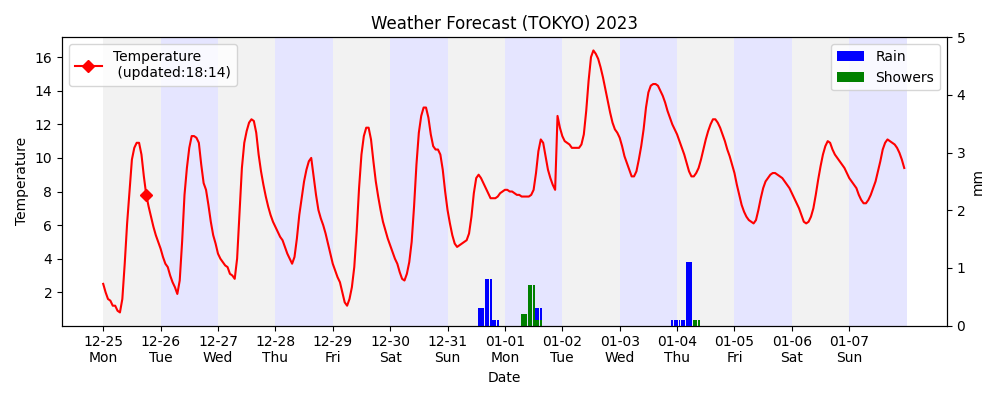 Weather Forecast (TOKYO) 2023
Temperature
(updated:18:14)
Rain
Showers
Temperature
16
14
12
10
8
6
4
2
5
4
3
2
1
0
mm
12-25 12-26 12-27 12-28 12-29 12-30 12-31 01-01 01-02 01-03 01-04 01-05 01-06 01-07
Mon Tue Wed Thu Fri Sat Sun Mon Tue Wed Thu Fri Sat Sun
Date